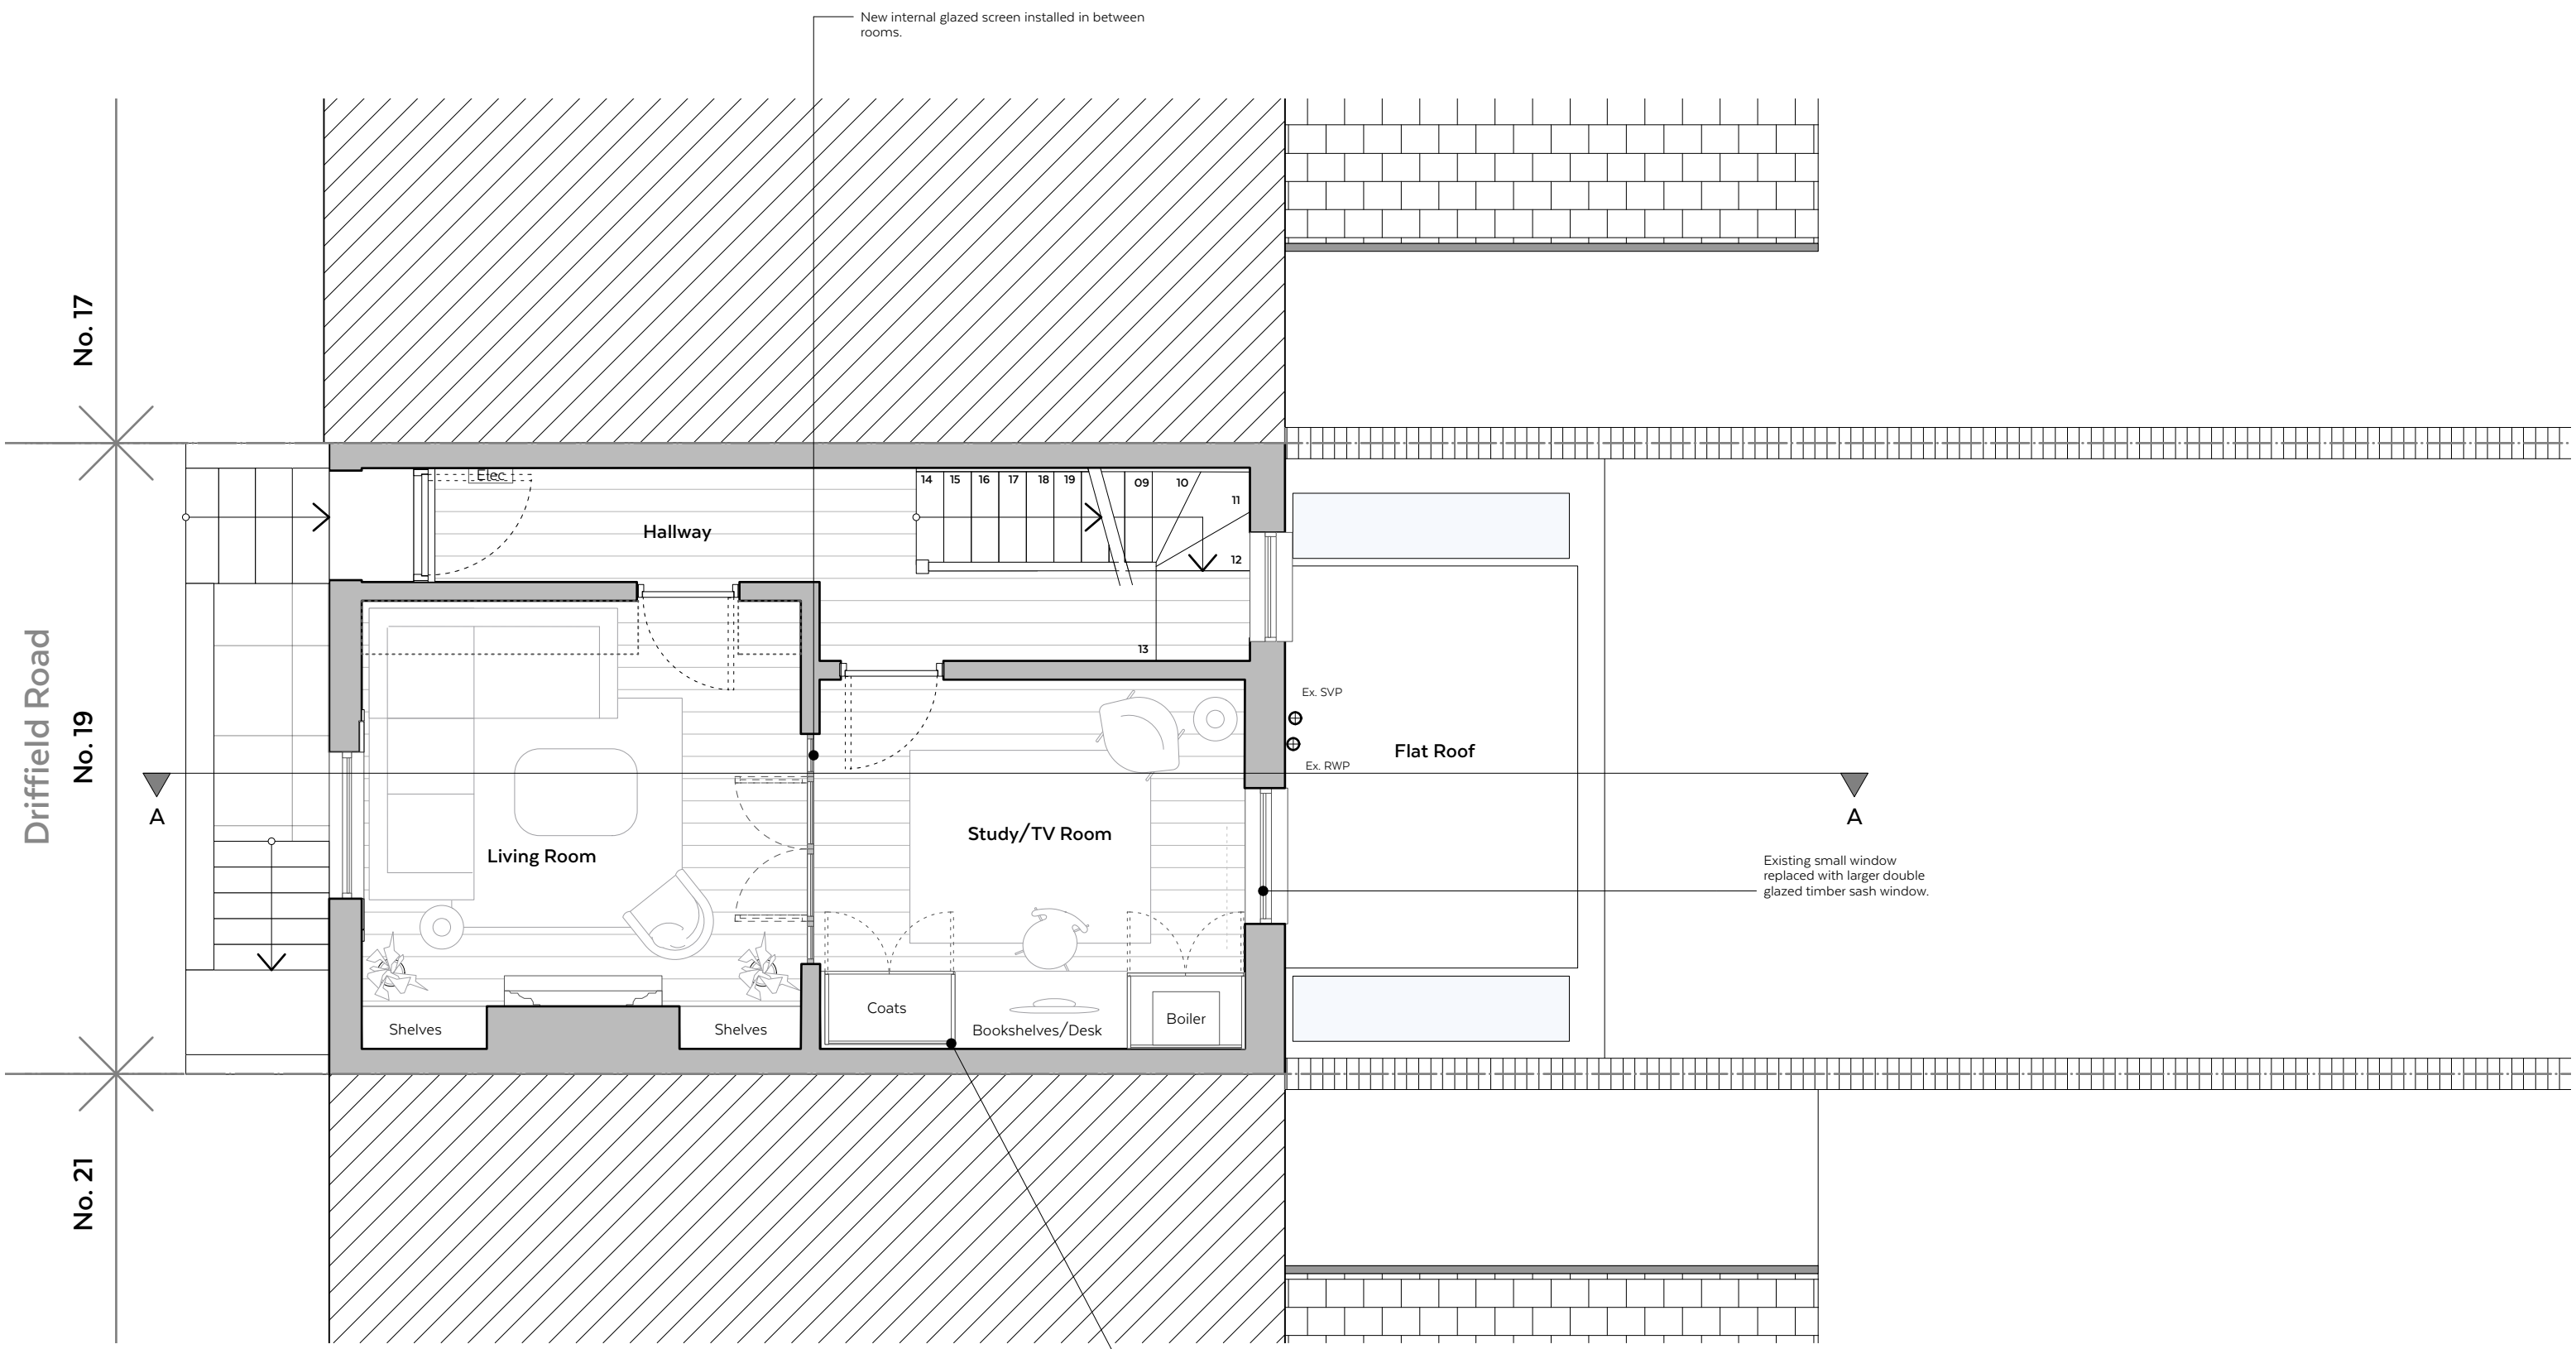 New internal glazed screen installed in between
rooms.
No. 17
Driffield Road
No. 19
No. 21
Elec
Hallway
14
15
16
17
18
19
09
10
11
12
13
Ex. SVP
Ex. RWP
Flat Roof
A
A
Living Room
Study/TV Room
Existing small window
replaced with larger double
glazed timber sash window.
Shelves
Shelves
Coats
Bookshelves/Desk
Boiler